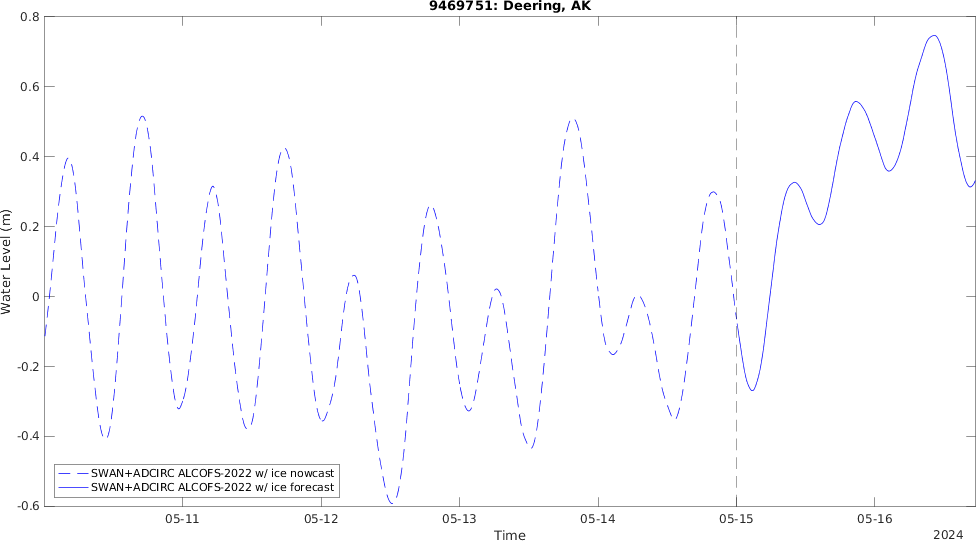 9469751: Deering, AK
0.8
0.6
0.4
0.2
0
-0.2
-0.4
-0.6
Water Level (m)
SWAN+ADCIRC ALCOFS-2022 w/ ice nowcast
SWAN+ADCIRC ALCOFS-2022 w/ ice forecast
05-11 05-12 05-13 05-14 05-15 05-16
Time
2024